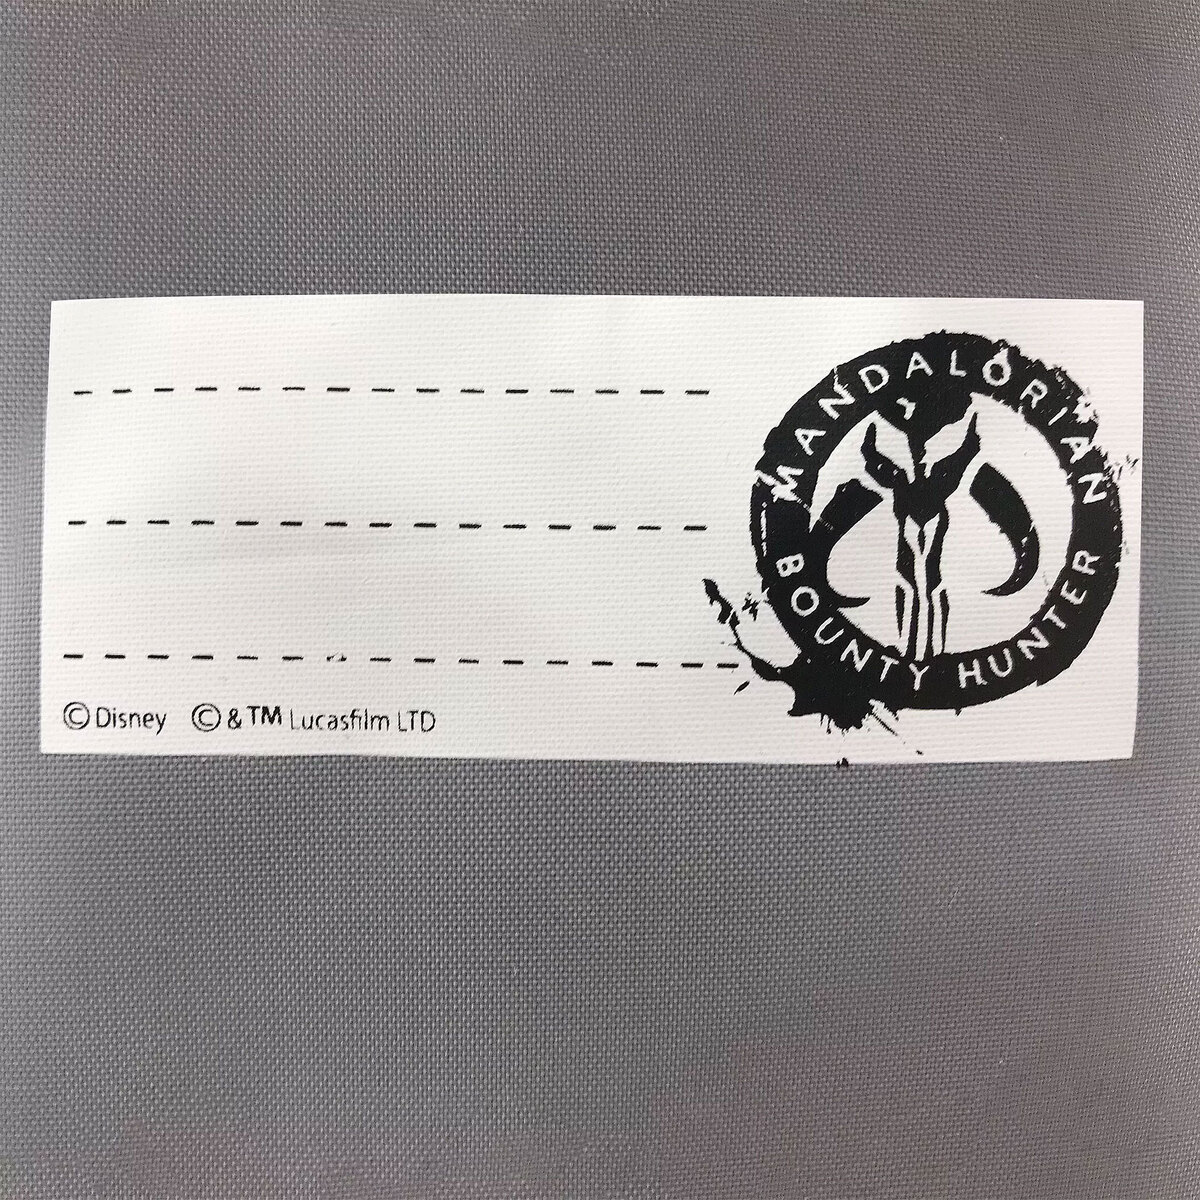 MANDALORIAN
BOUNTY HUNTER
© Disney © & TM Lucasfilm LTD